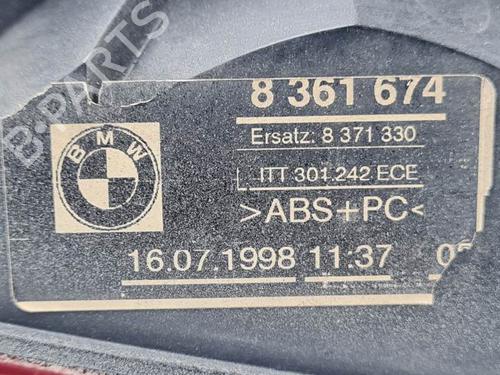 B-PARTS
BMW
8 361 674
Ersatz: 8 371 330
ITT 301.242 ECE
>ABS+PC<
16.07.1998 11:37